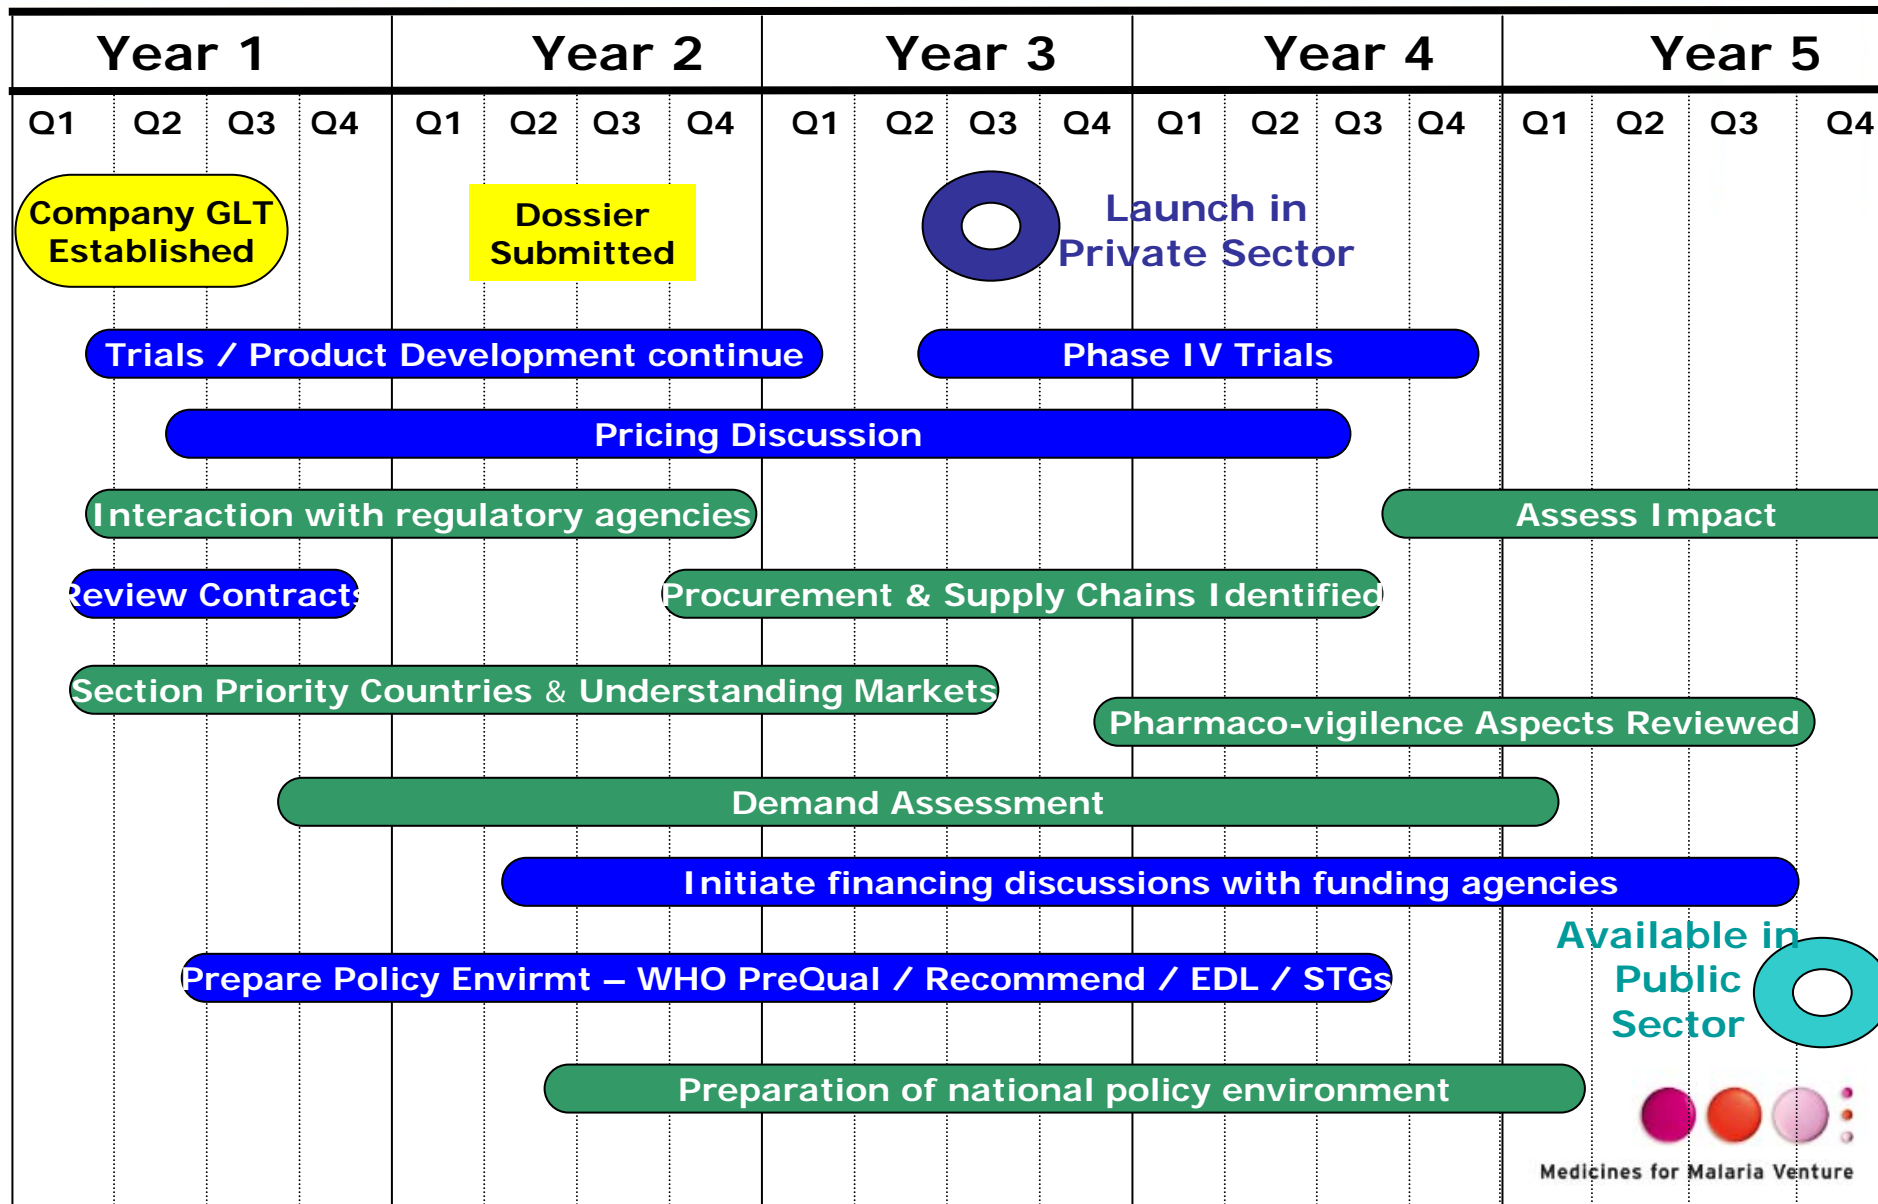 Year 1 Year 2 Year 3 Year 4 Year 5
Q1 Q2 Q3 Q4 Q1 Q2 Q3 Q4 Q1 Q2 Q3 Q4 Q1 Q2 Q3 Q4 Q1 Q2 Q3 Q4
Company GLT
Established
Dossier
Submitted
Launch in
Private Sector
Trials / Product Development continue
Phase IV Trials
Pricing Discussion
Interaction with regulatory agencies
Assess Impact
Review Contracts
Procurement & Supply Chains Identified
Section Priority Countries & Understanding Markets
Pharmaco-vigilence Aspects Reviewed
Demand Assessment
Initiate financing discussions with funding agencies
Available in
Public
Sector
Prepare Policy Envirmt – WHO PreQual / Recommend / EDL / STGs
Preparation of national policy environment
Medicines for Malaria Venture